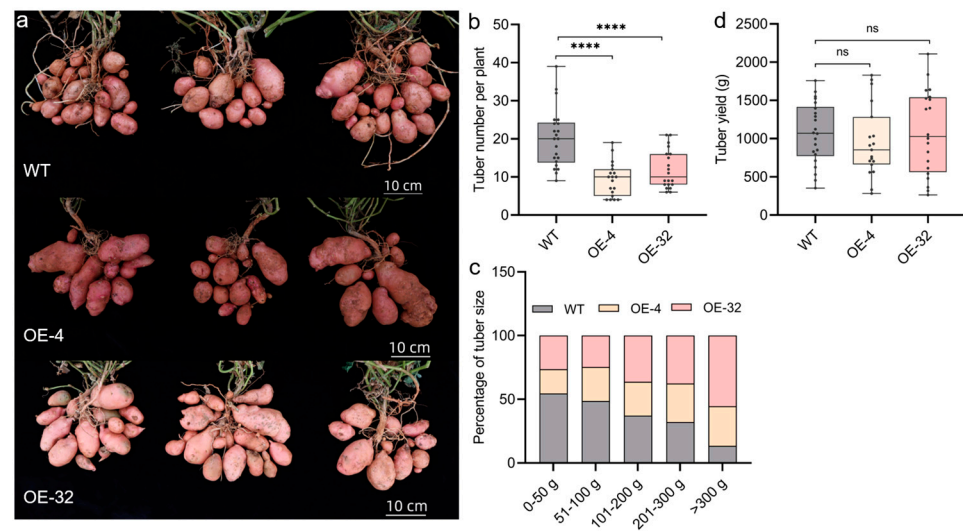 a
WT
10 cm
OE-4
10 cm
OE-32
10 cm
b
Tuber number per plant
50
40
30
20
10
0
****
****
WT
OE-4
OE-32
d
Tuber yield (g)
2500
2000
1500
1000
500
0
ns
ns
WT
OE-4
OE-32
c
Percentage of tuber size
150
100
50
0
WT OE-4 OE-32
0-50 g
51-100 g
101-200 g
201-300 g
>300 g